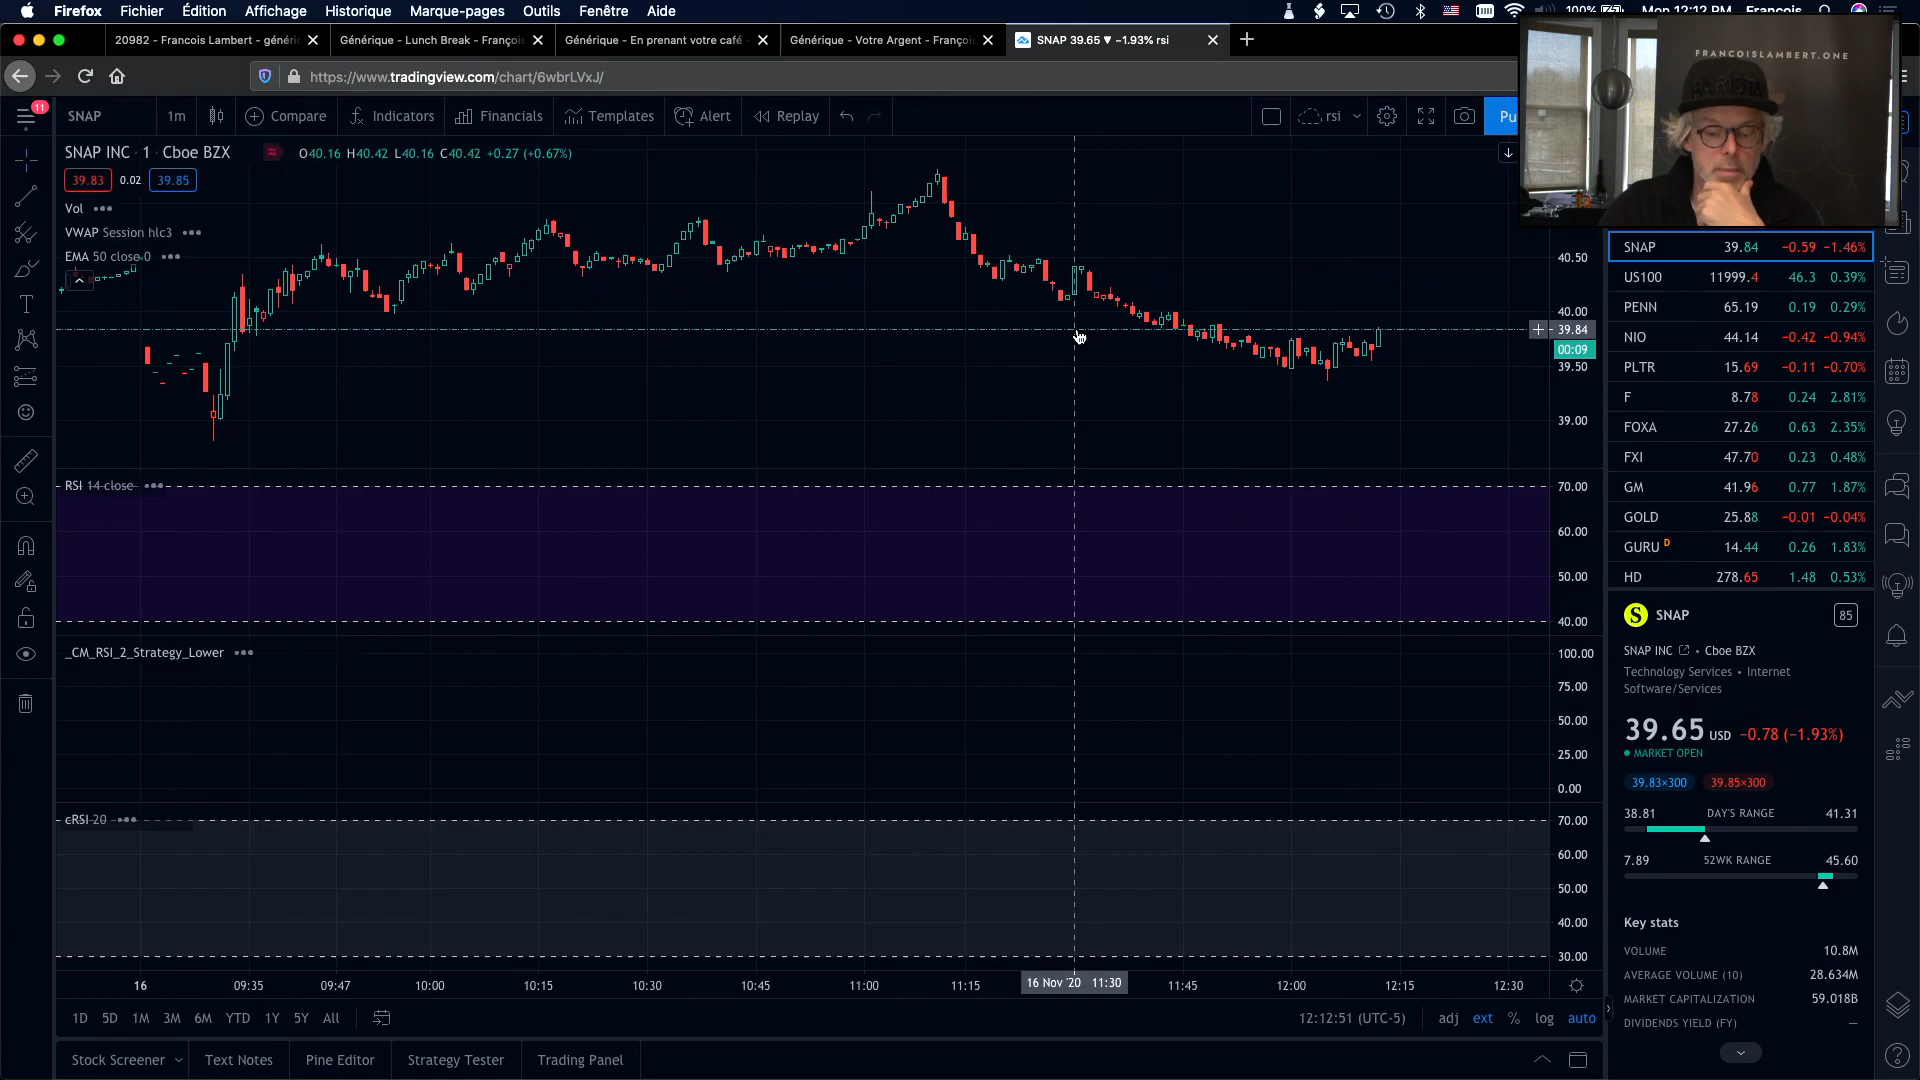 Firefox Fichier Édition Affichage Historique Marque-pages Outils Fenêtre Aide
100% Mon 12:12 PM François
20982 - Francois Lambert - généri
Générique - Lunch Break - Françoi
Générique - En prenant votre café
Générique - Votre Argent - Françoi
SNAP 39.65 ▼ −1.93% rsi
https://www.tradingview.com/chart/6wbrLVxJ/
FRANCOISLAMBERT.ONE
11
SNAP 1m Compare Indicators Financials Templates Alert Replay rsi Pu
SNAP INC · 1 · Cboe BZX O40.16 H40.42 L40.16 C40.42 +0.27 (+0.67%)
39.83 0.02 39.85
Vol
VWAP Session hlc3
EMA 50 close 0
40.50
40.00
39.84
00:09
39.50
39.00
RSI 14 close
70.00
60.00
50.00
40.00
_CM_RSI_2_Strategy_Lower
100.00
75.00
50.00
25.00
0.00
cRSI 20
70.00
60.00
50.00
40.00
30.00
16 09:35 09:47 10:00 10:15 10:30 10:45 11:00 11:15 16 Nov '20 11:30 11:45 12:00 12:15 12:30
1D 5D 1M 3M 6M YTD 1Y 5Y All 12:12:51 (UTC-5) adj ext % log auto
Stock Screener Text Notes Pine Editor Strategy Tester Trading Panel
SNAP 39.84 −0.59 −1.46%
US100 11999.4 46.3 0.39%
PENN 65.19 0.19 0.29%
NIO 44.14 −0.42 −0.94%
PLTR 15.69 −0.11 −0.70%
F 8.78 0.24 2.81%
FOXA 27.26 0.63 2.35%
FXI 47.70 0.23 0.48%
GM 41.96 0.77 1.87%
GOLD 25.88 −0.01 −0.04%
GURU D 14.44 0.26 1.83%
HD 278.65 1.48 0.53%
SNAP 85
SNAP INC • Cboe BZX
Technology Services • Internet
Software/Services
39.65 USD −0.78 (−1.93%)
MARKET OPEN
39.83×300 39.85×300
38.81 DAY'S RANGE 41.31
7.89 52WK RANGE 45.60
Key stats
VOLUME 10.8M
AVERAGE VOLUME (10) 28.634M
MARKET CAPITALIZATION 59.018B
DIVIDENDS YIELD (FY) —